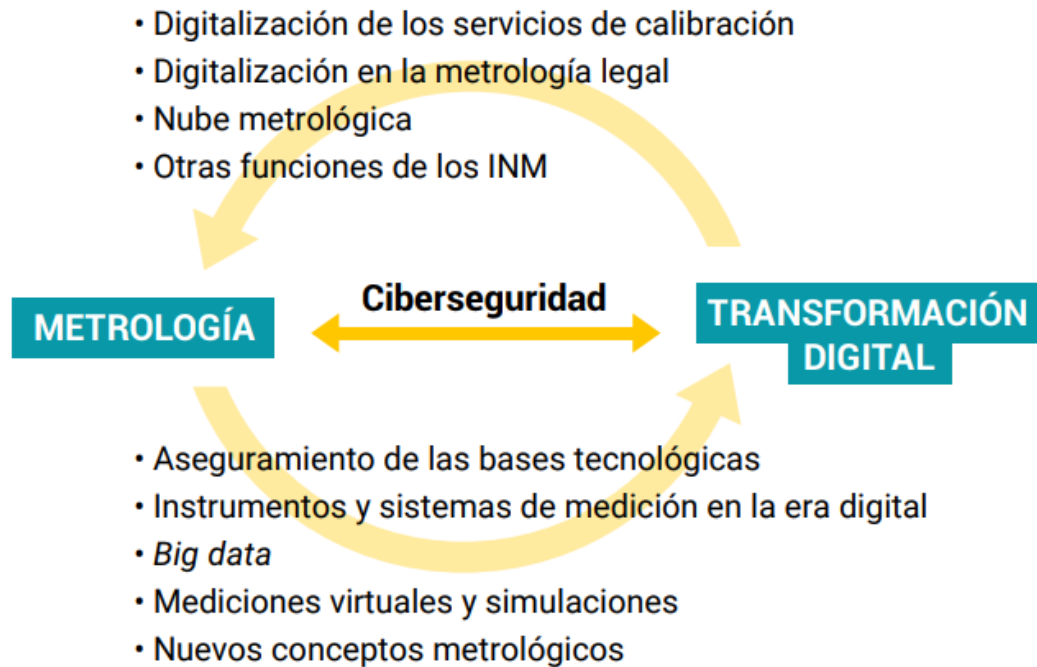 • Digitalización de los servicios de calibración
• Digitalización en la metrología legal
• Nube metrológica
• Otras funciones de los INM
Ciberseguridad
METROLOGÍA
TRANSFORMACIÓN
DIGITAL
• Aseguramiento de las bases tecnológicas
• Instrumentos y sistemas de medición en la era digital
• Big data
• Mediciones virtuales y simulaciones
• Nuevos conceptos metrológicos